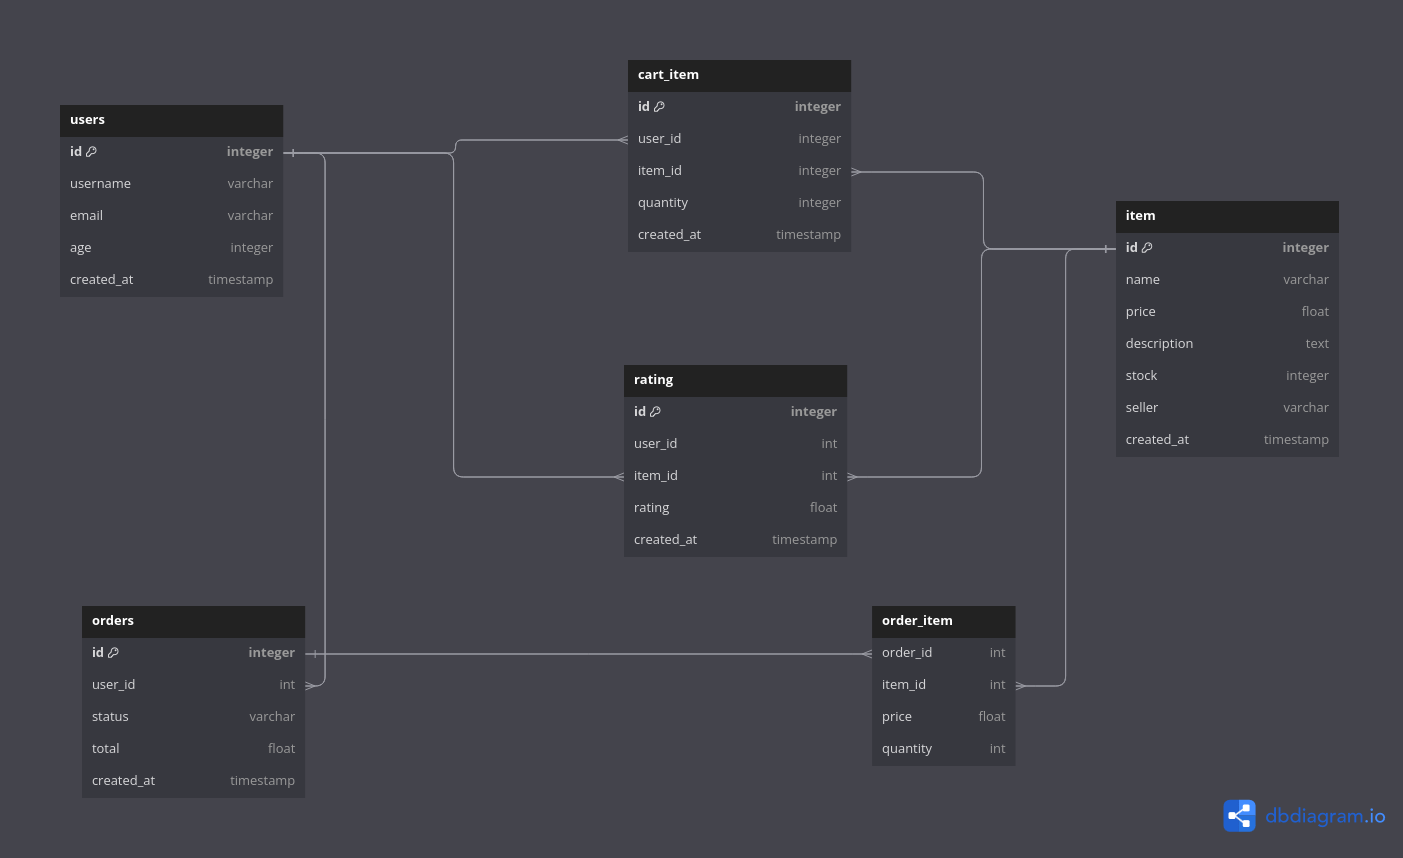 users
id integer
username varchar
email varchar
age integer
created_at timestamp
cart_item
id integer
user_id integer
item_id integer
quantity integer
created_at timestamp
item
id integer
name varchar
price float
description text
stock integer
seller varchar
created_at timestamp
rating
id integer
user_id int
item_id int
rating float
created_at timestamp
orders
id integer
user_id int
status varchar
total float
created_at timestamp
order_item
order_id int
item_id int
price float
quantity int
dbdiagram.io